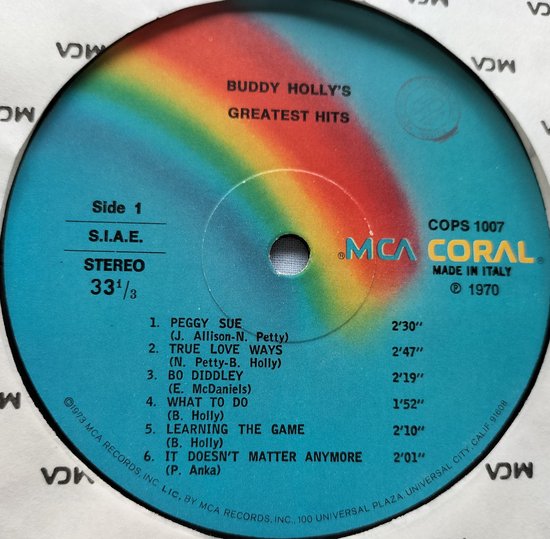 BUDDY HOLLY'S
GREATEST HITS
Side 1
S.I.A.E.
STEREO
33 1/3
COPS 1007
MCA CORAL®
MADE IN ITALY
℗ 1970
1. PEGGY SUE 2'30"
(J. Allison-N. Petty)
2. TRUE LOVE WAYS 2'47"
(N. Petty-B. Holly)
3. BO DIDDLEY 2'19"
(E. McDaniels)
4. WHAT TO DO 1'52"
(B. Holly)
5. LEARNING THE GAME 2'10"
(B. Holly)
6. IT DOESN'T MATTER ANYMORE 2'01"
(P. Anka)
©1973 MCA RECORDS, INC. LIC. BY MCA RECORDS, INC., 100 UNIVERSAL PLAZA, UNIVERSAL CITY, CALIF. 91608
MCA
MCA
MCA
MCA
MCA
MCA
MCA
MCA